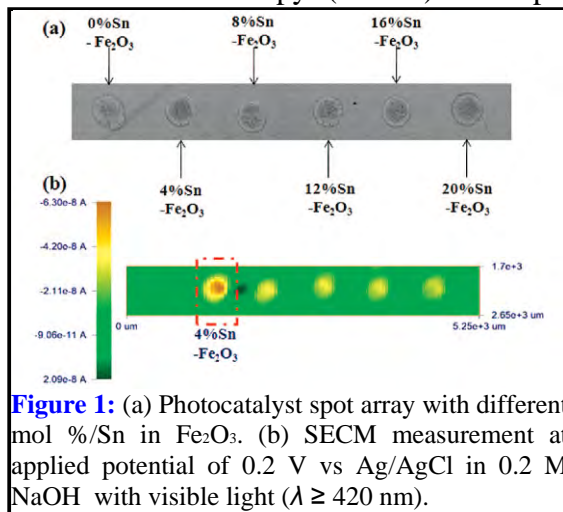 0%Sn 8%Sn 16%Sn
(a) - Fe₂O₃ -Fe₂O₃ -Fe₂O₃
4%Sn 12%Sn 20%Sn
-Fe₂O₃ -Fe₂O₃ -Fe₂O₃
(b)
-6.30e-8 A
-4.20e-8 A
-2.11e-8 A
-9.06e-11 A
2.09e-8 A
1.7e+3
2.65e+3 um
0 um 5.25e+3 um
4%Sn
-Fe₂O₃
Figure 1: (a) Photocatalyst spot array with different
mol %/Sn in Fe₂O₃. (b) SECM measurement at
applied potential of 0.2 V vs Ag/AgCl in 0.2 M
NaOH with visible light (λ ≥ 420 nm).